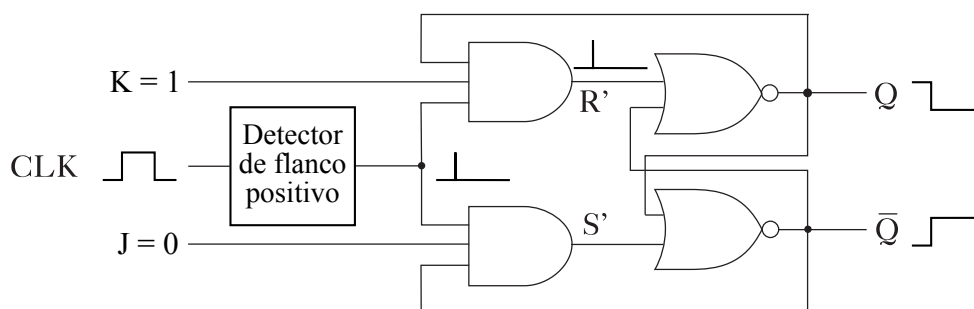 K = 1
R’
Q
Detector
de flanco
positivo
CLK
J = 0
S’
Q̅